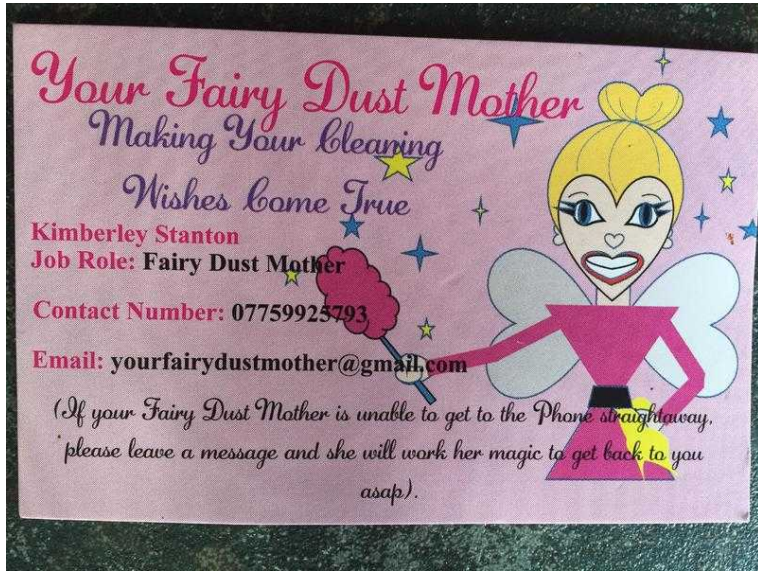 Your Fairy Dust Mother
Making Your Cleaning
Wishes Come True
Kimberley Stanton
Job Role: Fairy Dust Mother
Contact Number: 07759925793
Email: yourfairydustmother@gmail.com
(If your Fairy Dust Mother is unable to get to the Phone straightaway,
please leave a message and she will work her magic to get back to you
asap).